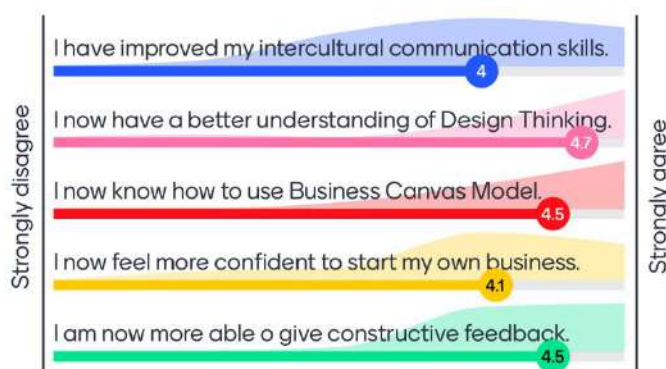 I have improved my intercultural communication skills.
4
I now have a better understanding of Design Thinking.
4.7
I now know how to use Business Canvas Model.
4.5
I now feel more confident to start my own business.
4.1
I am now more able o give constructive feedback.
4.5
Strongly disagree
Strongly agree